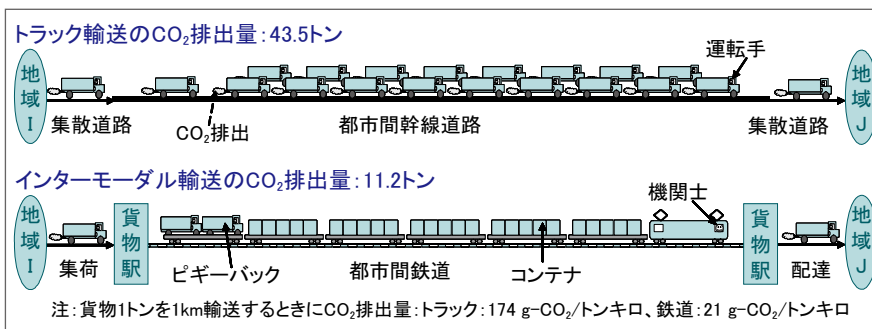 トラック輸送のCO₂排出量：43.5トン
運転手
地域I
地域J
集散道路
CO₂排出
都市間幹線道路
集散道路
インターモーダル輸送のCO₂排出量：11.2トン
機関士
地域I
貨物駅
貨物駅
地域J
集荷
ピギーバック
都市間鉄道
コンテナ
配達
注：貨物1トンを1km輸送するときにCO₂排出量：トラック：174 g-CO₂/トンキロ、鉄道：21 g-CO₂/トンキロ